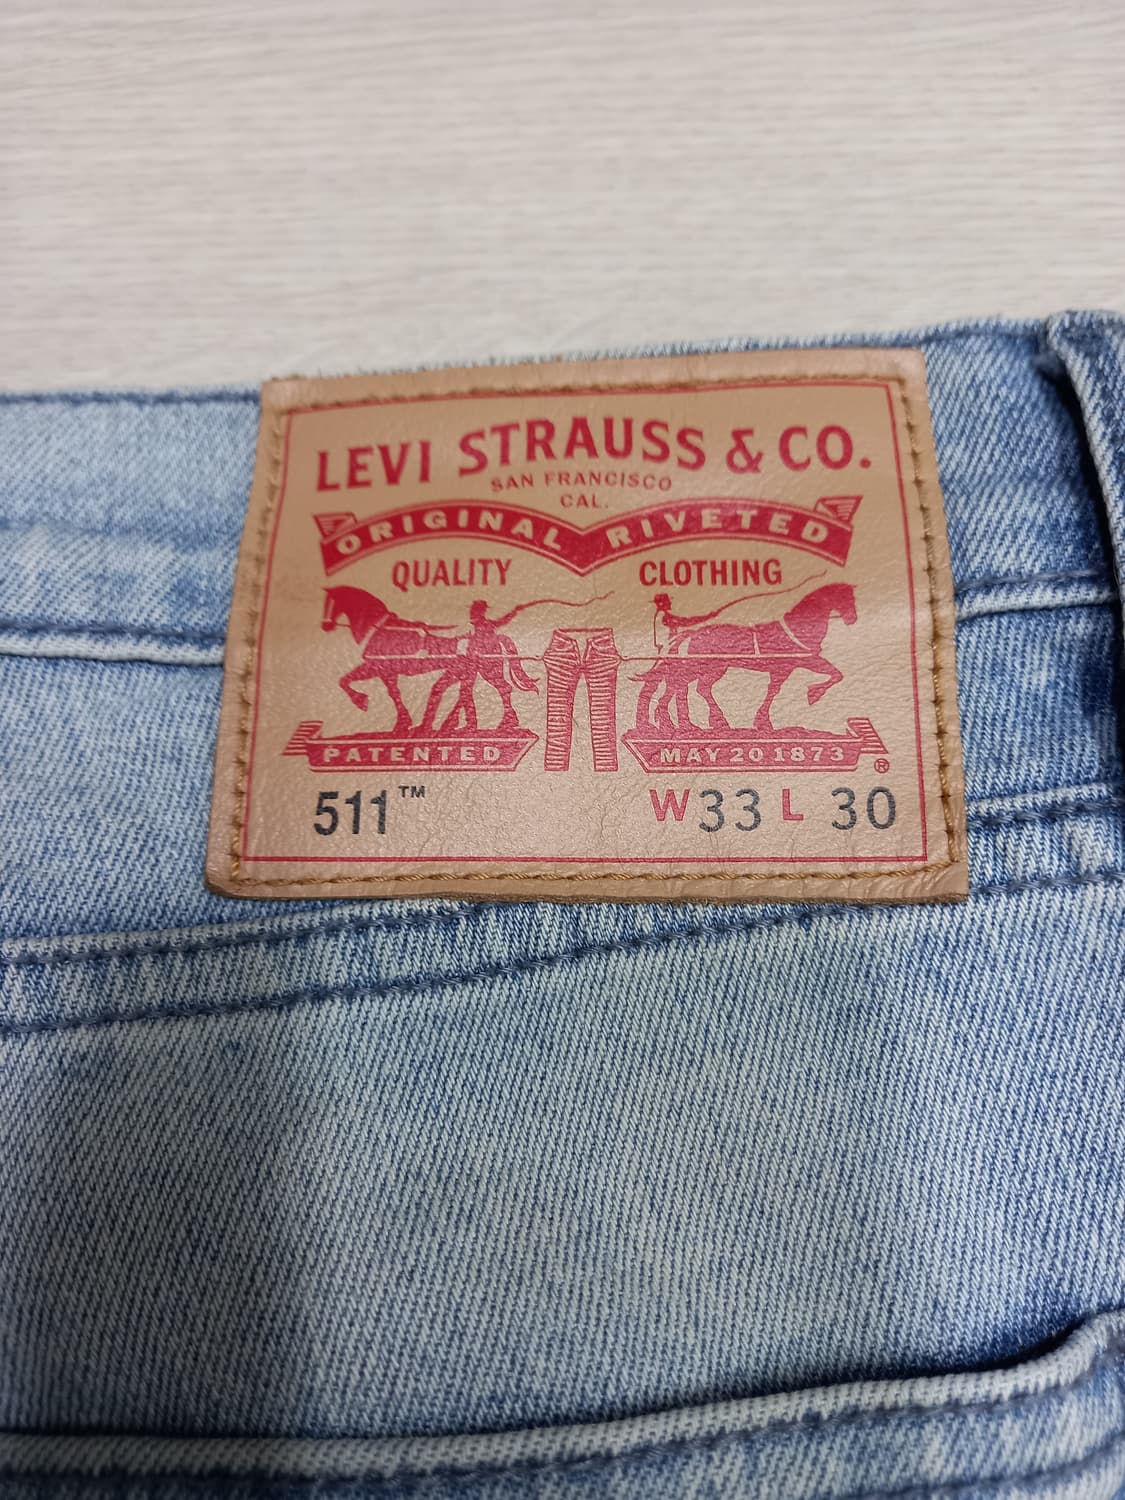 LEVI STRAUSS & CO.
SAN FRANCISCO
CAL.
ORIGINAL RIVETED
QUALITY CLOTHING
PATENTED MAY 20 1873 ®
511™ W33 L 30